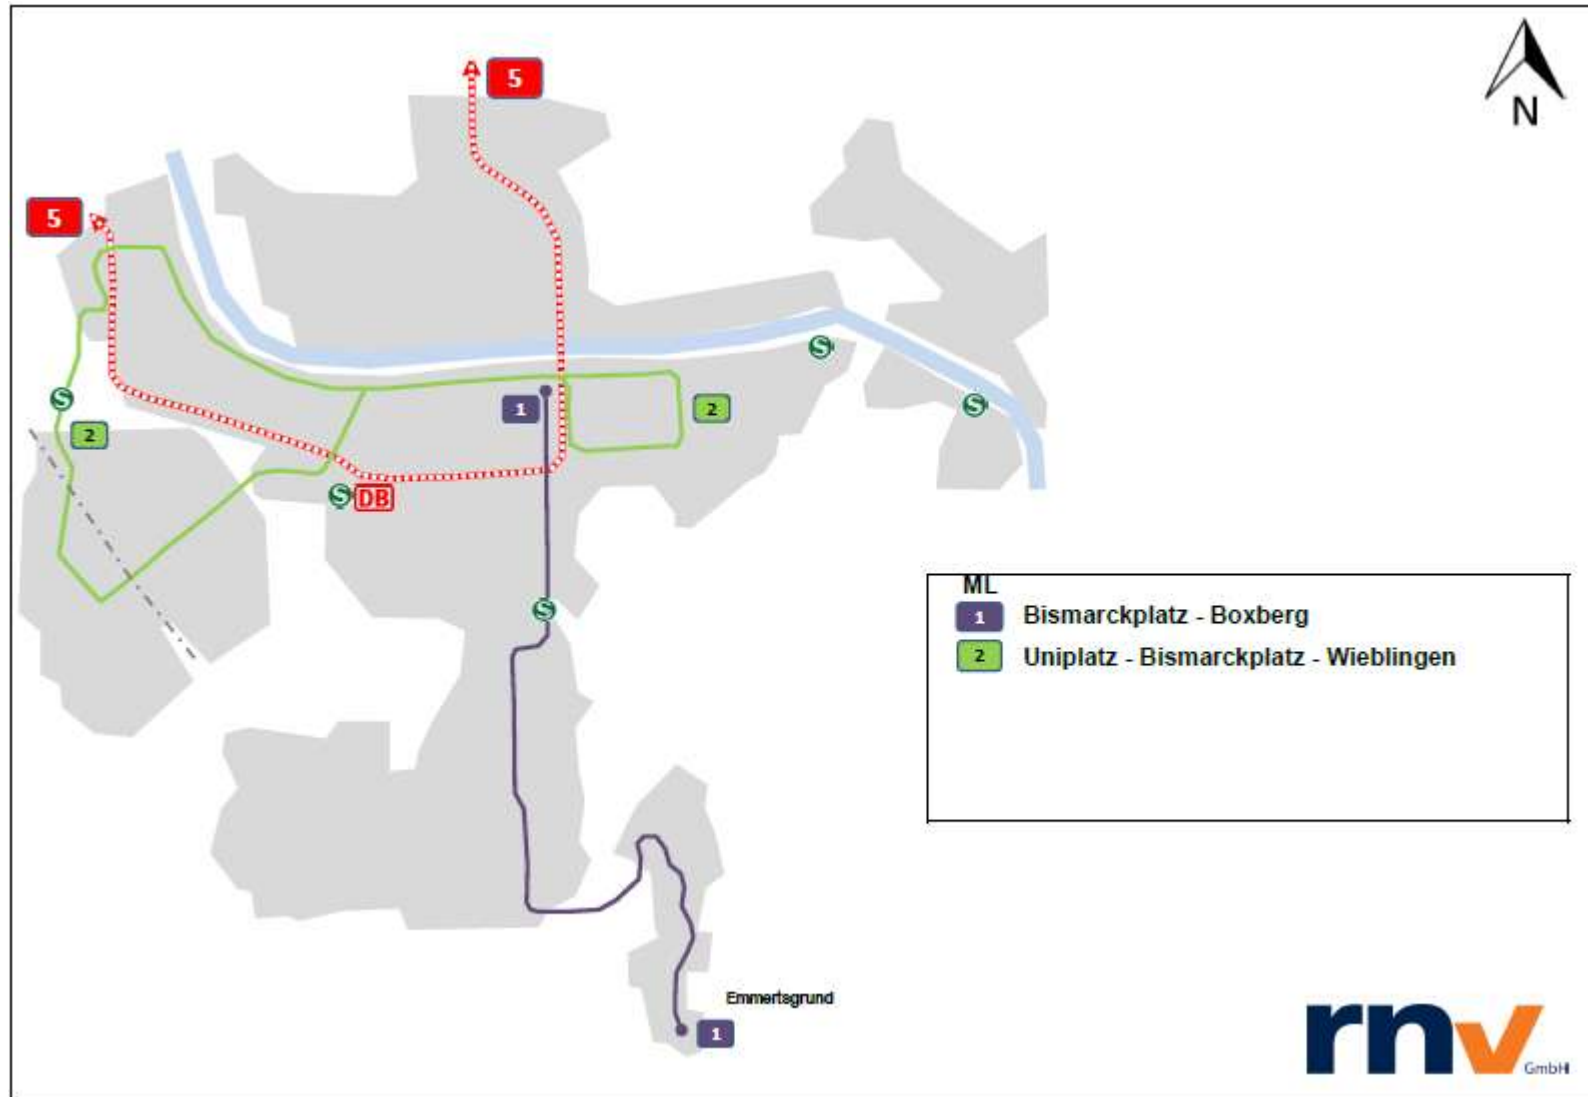 5
N
5
S
1
2
S
S
2
S
DB
S
ML
1 Bismarckplatz - Boxberg
2 Uniplatz - Bismarckplatz - Wieblingen
Emmertsgrund
1
rnv
GmbH